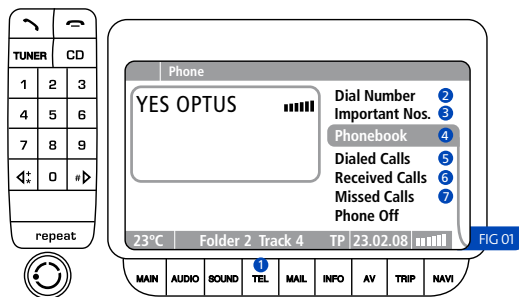 TUNER CD
1 2 3
4 5 6
7 8 9
* 0 #
repeat
Phone
YES OPTUS
Dial Number 2
Important Nos. 3
Phonebook 4
Dialed Calls 5
Received Calls 6
Missed Calls 7
Phone Off
23°C Folder 2 Track 4 TP 23.02.08
FIG 01
1
MAIN AUDIO SOUND TEL MAIL INFO AV TRIP NAVI